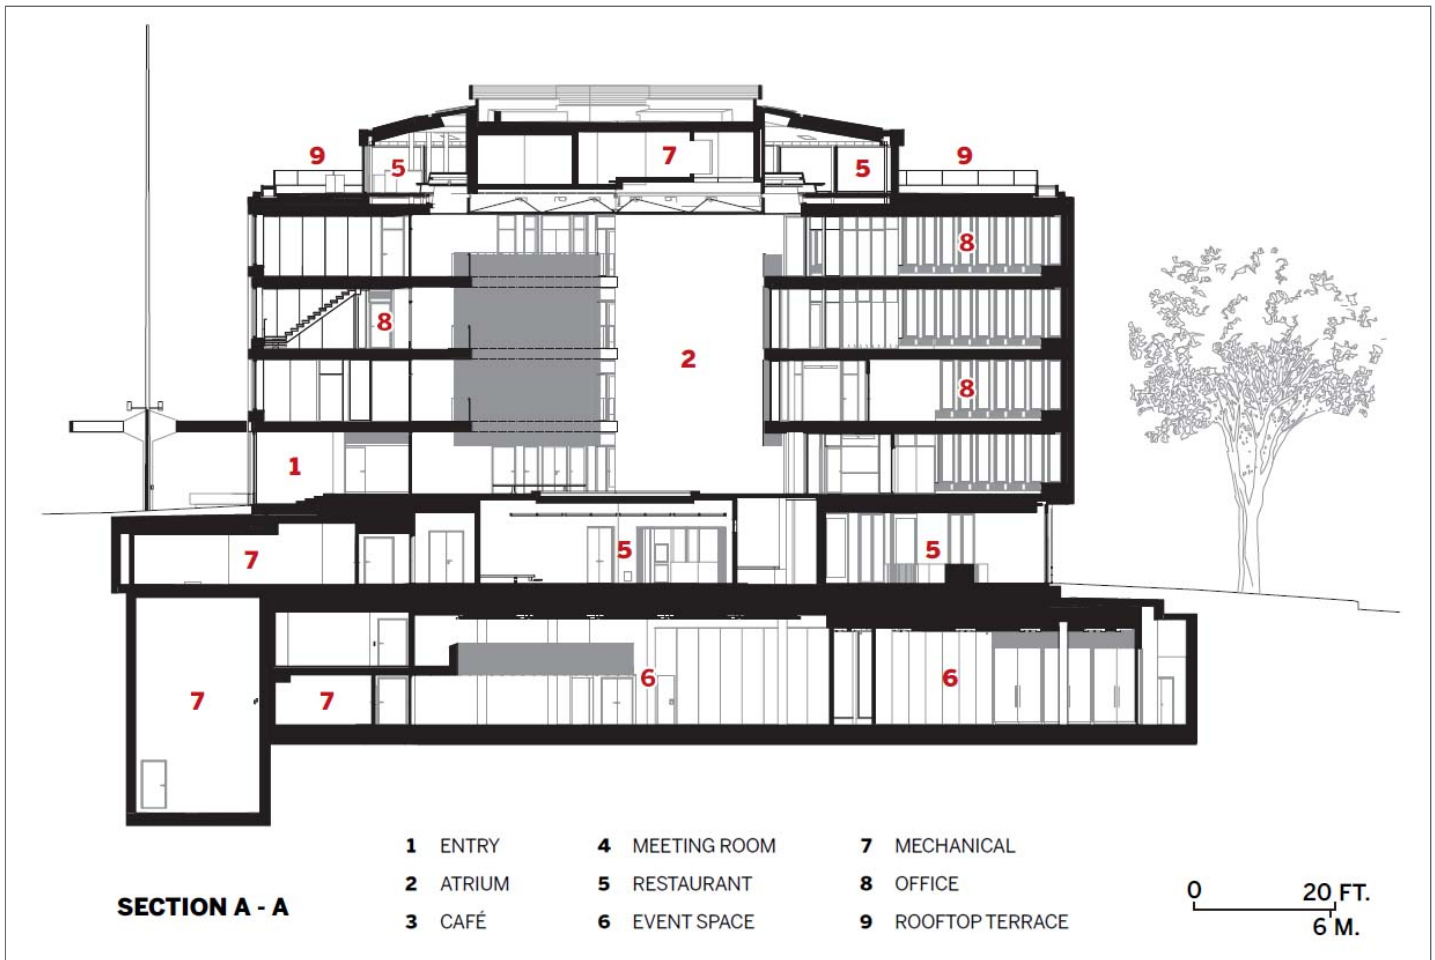 9
5
7
5
9
8
8
2
8
1
7
5
5
7
7
6
6
1 ENTRY
2 ATRIUM
3 CAFÉ
4 MEETING ROOM
5 RESTAURANT
6 EVENT SPACE
7 MECHANICAL
8 OFFICE
9 ROOFTOP TERRACE
SECTION A - A
0 20 FT.
6 M.